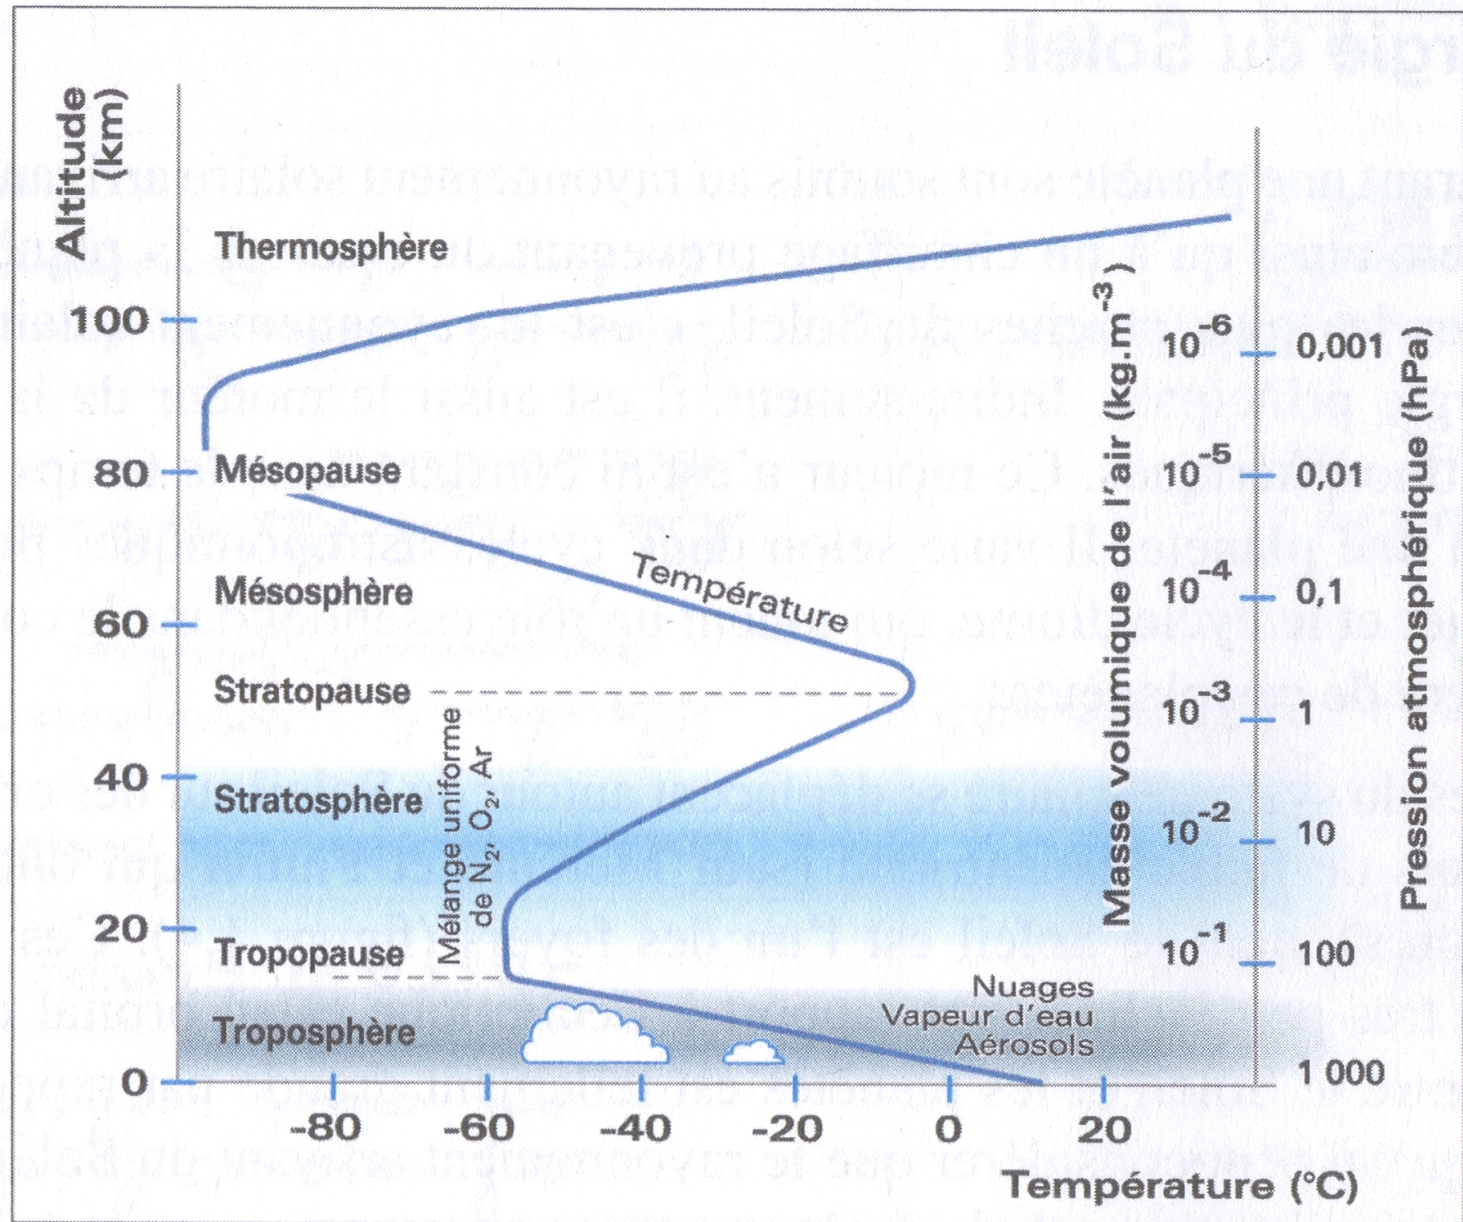 Altitude
(km)
Thermosphère
100
80
Mésopause
Mésosphère
60
Stratopause
40
Stratosphère
20
Tropopause
Troposphère
0
Température
Mélange uniforme
de N₂, O₂, Ar
Nuages
Vapeur d'eau
Aérosols
-80
-60
-40
-20
0
20
Température (°C)
Masse volumique de l'air (kg.m⁻³)
10⁻⁶
10⁻⁵
10⁻⁴
10⁻³
10⁻²
10⁻¹
0,001
0,01
0,1
1
10
100
1 000
Pression atmosphérique (hPa)
rgie du Soleil